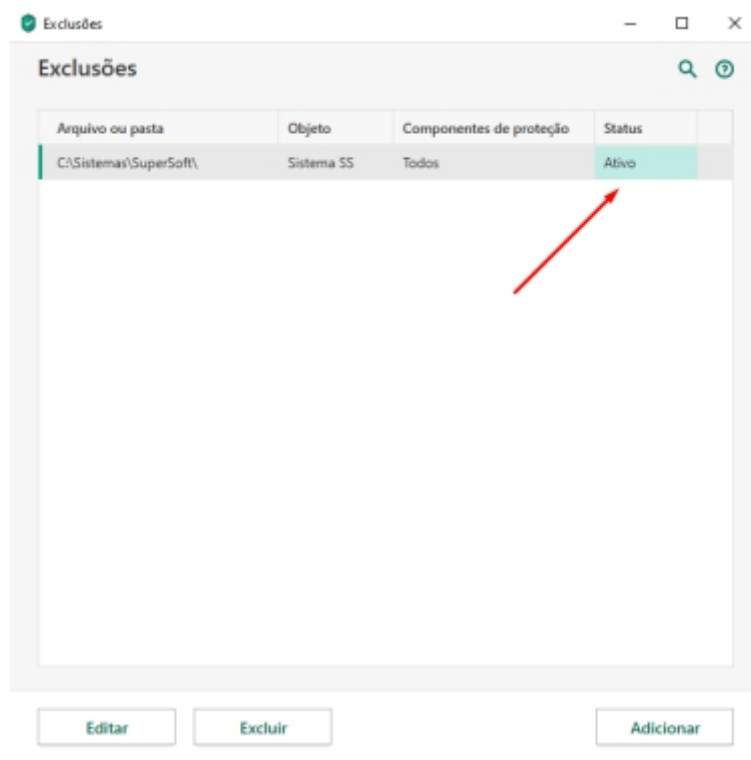 Exclusões
Exclusões
Arquivo ou pasta Objeto Componentes de proteção Status
C:\Sistemas\SuperSoft\ Sistema SS Todos Ativo
Editar Excluir Adicionar